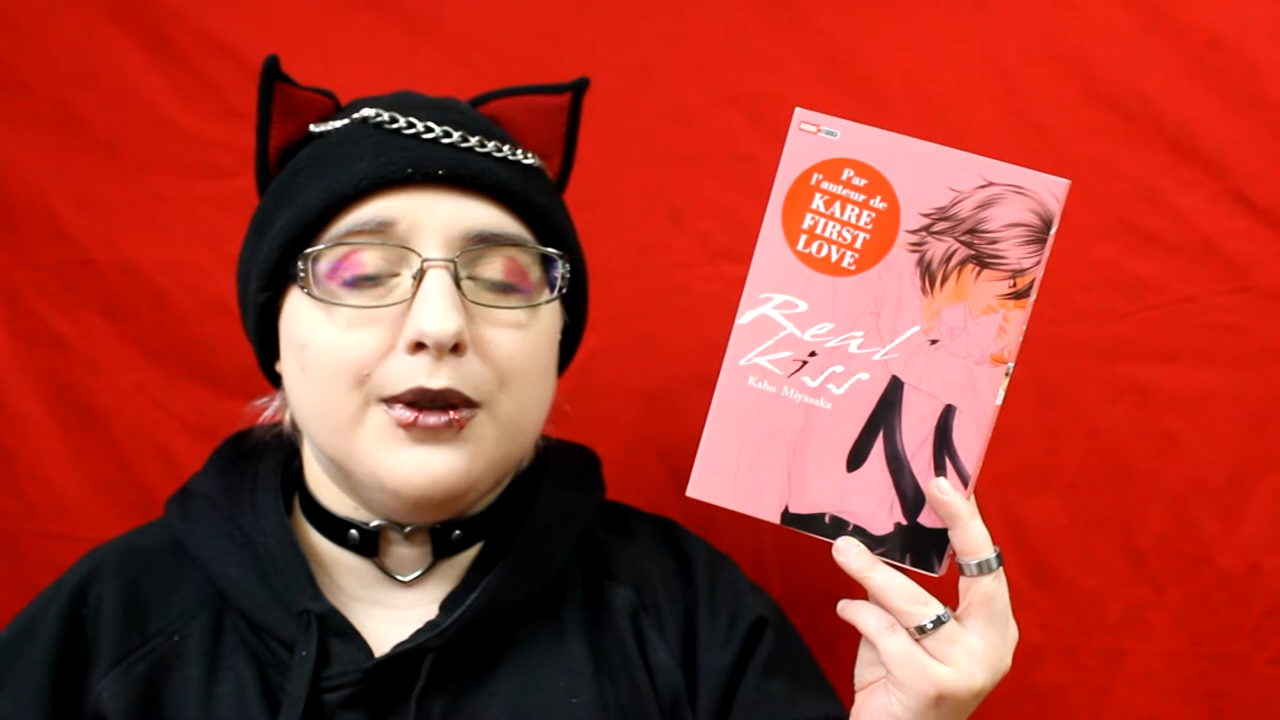 Par
l'auteur de
KARE
FIRST
LOVE
Real
Kiss
Kaho Miyasaka